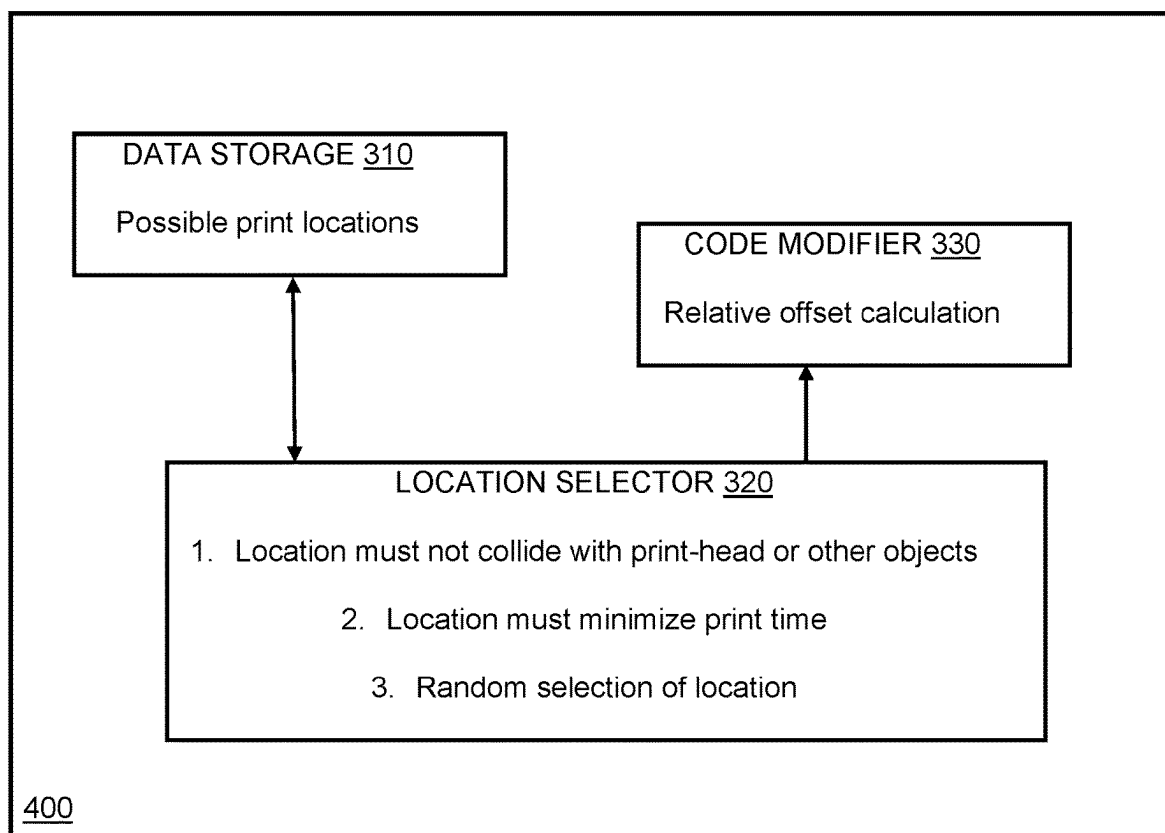 DATA STORAGE 310
Possible print locations
CODE MODIFIER 330
Relative offset calculation
LOCATION SELECTOR 320
1. Location must not collide with print-head or other objects
2. Location must minimize print time
3. Random selection of location
400